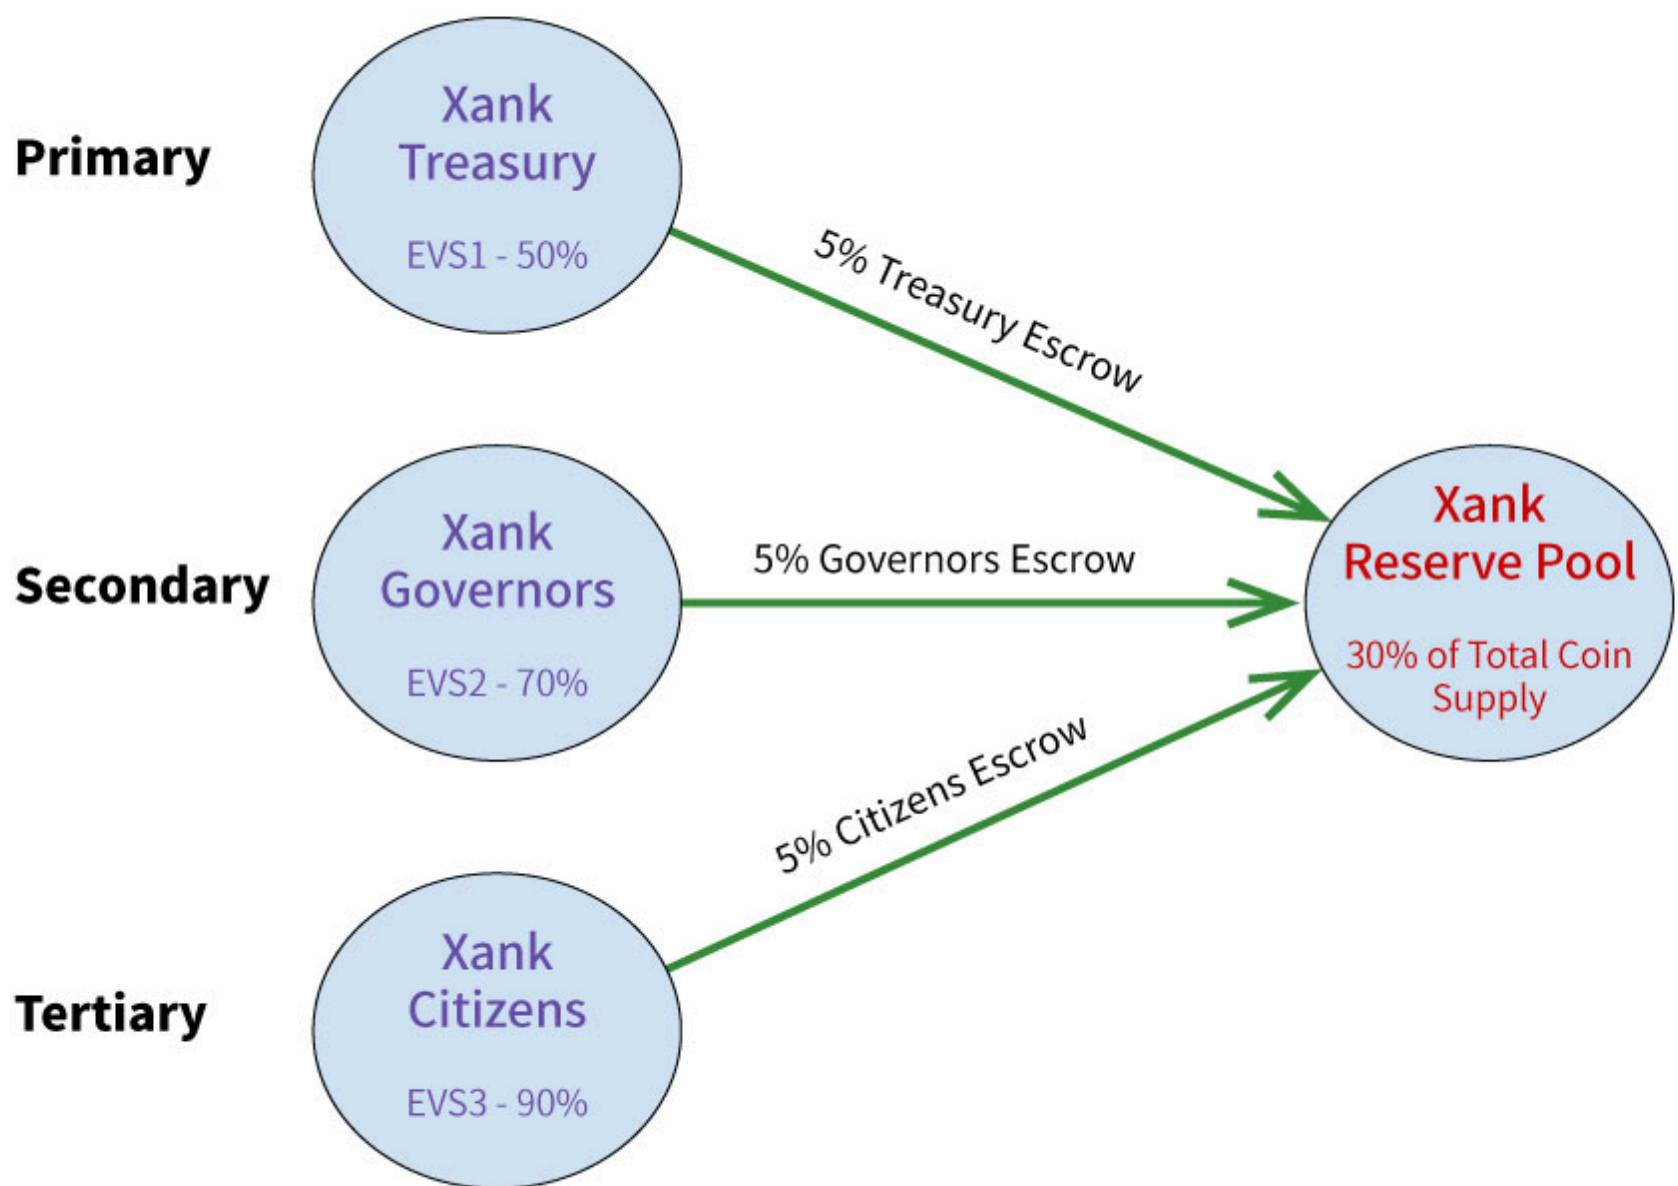 Primary
Xank
Treasury
EVS1 - 50%
5% Treasury Escrow
Secondary
Xank
Governors
EVS2 - 70%
5% Governors Escrow
Xank
Reserve Pool
30% of Total Coin
Supply
Tertiary
Xank
Citizens
EVS3 - 90%
5% Citizens Escrow